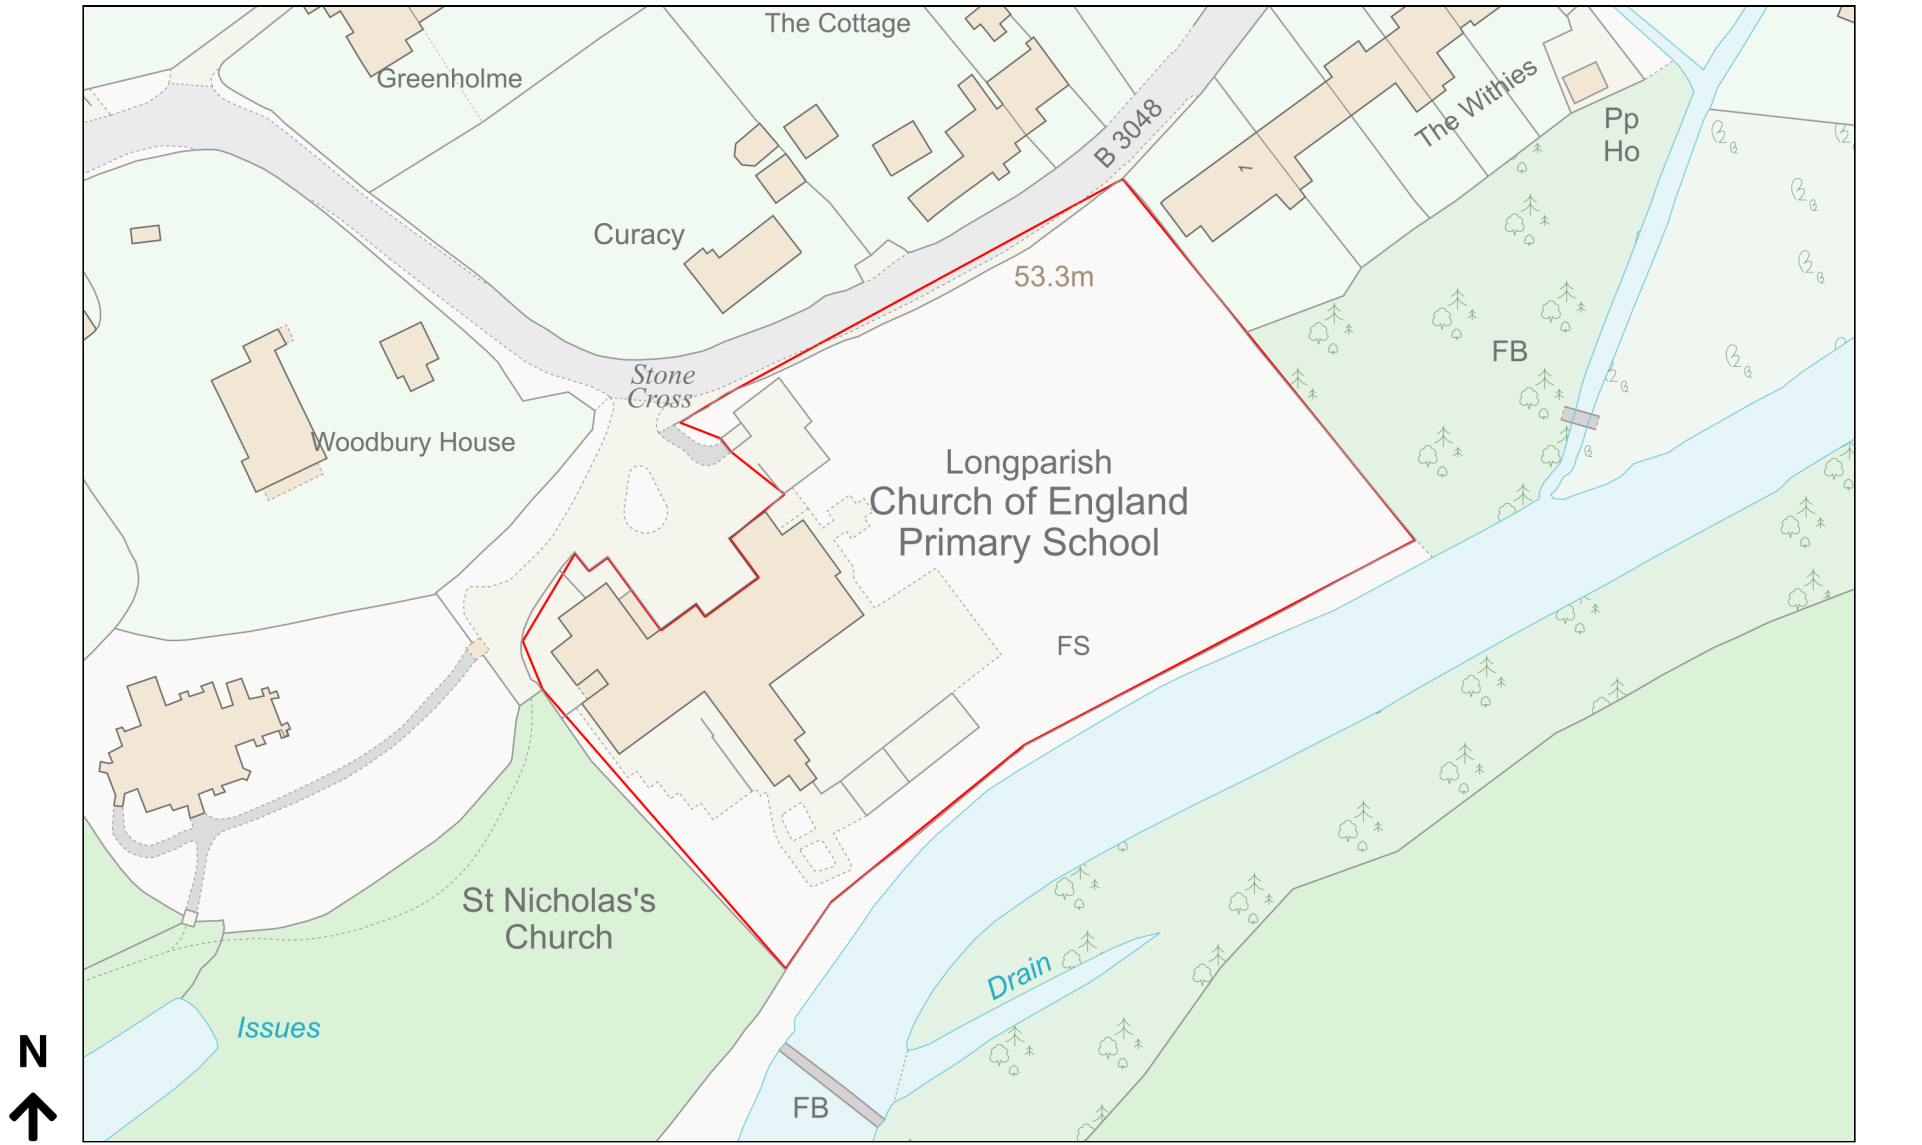 The Cottage
Greenholme
B 3048
The Withies
Pp
Ho
Curacy
53.3m
FB
Stone
Cross
Woodbury House
Longparish
Church of England
Primary School
FS
St Nicholas's
Church
Drain
Issues
N
FB